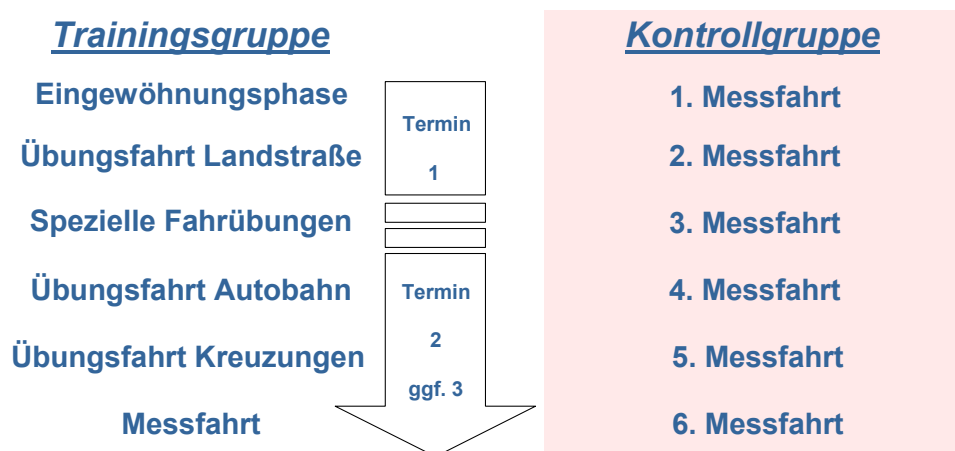 Trainingsgruppe
Eingewöhnungsphase
Übungsfahrt Landstraße
Spezielle Fahrübungen
Übungsfahrt Autobahn
Übungsfahrt Kreuzungen
Messfahrt
Termin
1
Termin
2
ggf. 3
Kontrollgruppe
1. Messfahrt
2. Messfahrt
3. Messfahrt
4. Messfahrt
5. Messfahrt
6. Messfahrt